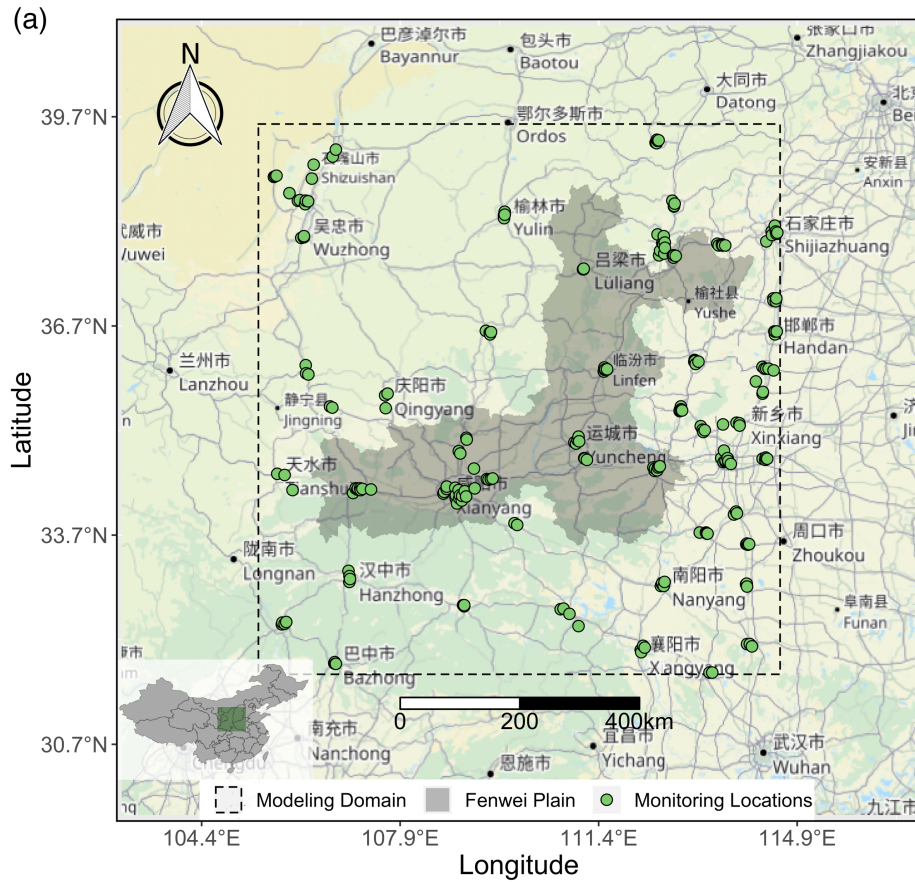 (a)
张家口市
Zhangjiakou
巴彦淖尔市
Bayannur
包头市
Baotou
N
大同市
Datong
39.7°N
鄂尔多斯市
Ordos
安新县
Anxin
Shizuishan
榆林市
Yulin
石家庄市
Shijiazhuang
吴忠市
Wuzhong
吕梁市
Lüliang
榆社县
Yushe
36.7°N
邯郸市
Handan
兰州市
Lanzhou
临汾市
Linfen
庆阳市
Qingyang
静宁县
Jingning
新乡市
Xinxiang
运城市
Yuncheng
天水市
Xianyang
33.7°N
周口市
Zhoukou
陇南市
Longnan
汉中市
Hanzhong
南阳市
Nanyang
阜南县
Funan
襄阳市
Xiangyang
巴中市
Bazhong
0
200
400km
宜昌市
Yichang
南充市
Nanchong
恩施市
武汉市
Wuhan
30.7°N
Modeling Domain
Fenwei Plain
Monitoring Locations
九江市
104.4°E
107.9°E
111.4°E
114.9°E
Latitude
Longitude